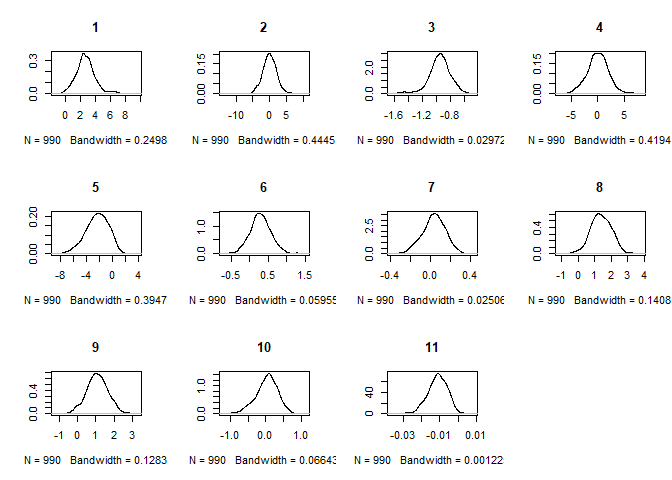 1 2 3 4
0.0 0.3
0 2 4 6 8
N = 990 Bandwidth = 0.2498
0.00 0.15
-10 0 5
N = 990 Bandwidth = 0.4445
0.0 2.0
-1.6 -1.2 -0.8
N = 990 Bandwidth = 0.02972
0.00 0.15
-5 0 5
N = 990 Bandwidth = 0.4194
5 6 7 8
0.00 0.20
-8 -4 0 4
N = 990 Bandwidth = 0.3947
0.0 1.0
-0.5 0.5 1.5
N = 990 Bandwidth = 0.05955
0.0 2.5
-0.4 0.0 0.4
N = 990 Bandwidth = 0.02506
0.0 0.4
-1 0 1 2 3 4
N = 990 Bandwidth = 0.1408
9 10 11
0.0 0.4
-1 0 1 2 3
N = 990 Bandwidth = 0.1283
0.0 1.0
-1.0 0.0 1.0
N = 990 Bandwidth = 0.06643
0 40
-0.03 -0.01 0.01
N = 990 Bandwidth = 0.00122